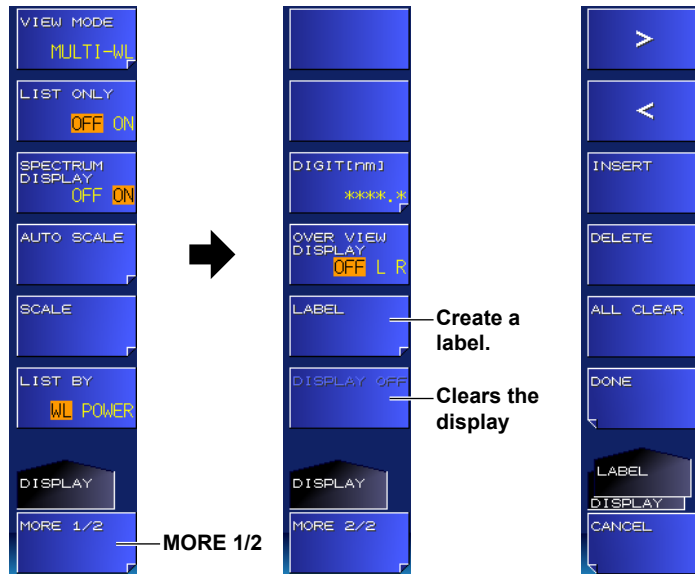 VIEW MODE
MULTI-WL
LIST ONLY
OFF ON
SPECTRUM
DISPLAY
OFF ON
AUTO SCALE
SCALE
LIST BY
WL POWER
DISPLAY
MORE 1/2
MORE 1/2
DIGIT[nm]
****.*
OVER VIEW
DISPLAY
OFF L R
LABEL
Create a
label.
DISPLAY OFF
Clears the
display
DISPLAY
MORE 2/2
>
<
INSERT
DELETE
ALL CLEAR
DONE
LABEL
DISPLAY
CANCEL